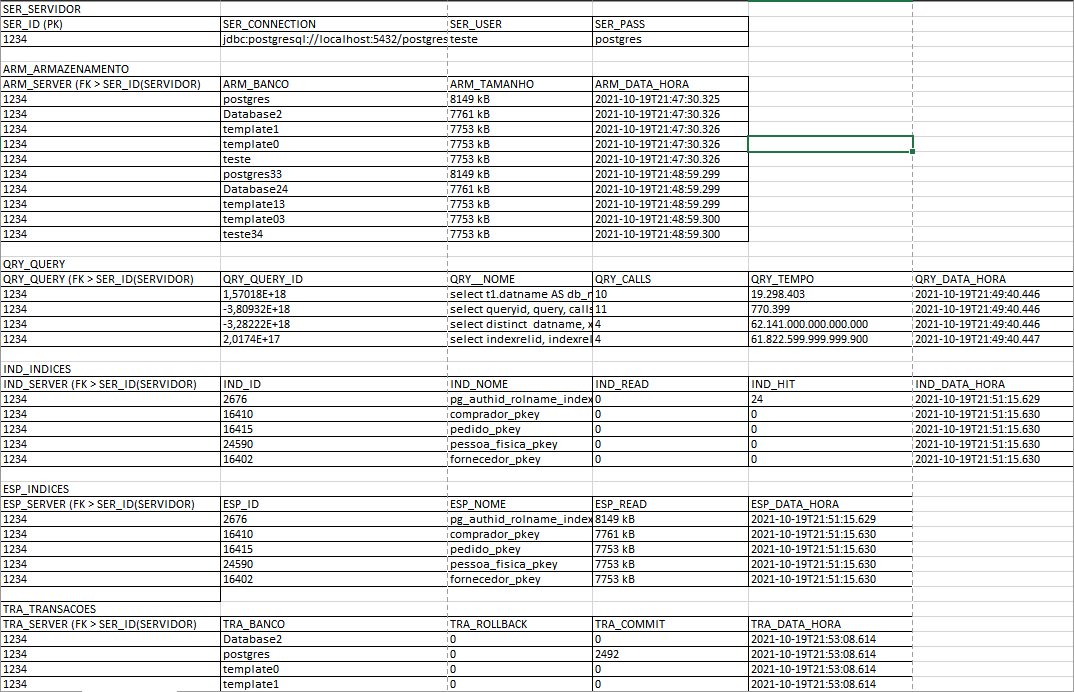 SER_SERVIDOR
SER_ID (PK) SER_CONNECTION SER_USER SER_PASS
1234 jdbc:postgresql://localhost:5432/postgres teste postgres
ARM_ARMAZENAMENTO
ARM_SERVER (FK > SER_ID(SERVIDOR) ARM_BANCO ARM_TAMANHO ARM_DATA_HORA
1234 postgres 8149 kB 2021-10-19T21:47:30.325
1234 Database2 7761 kB 2021-10-19T21:47:30.326
1234 template1 7753 kB 2021-10-19T21:47:30.326
1234 template0 7753 kB 2021-10-19T21:47:30.326
1234 teste 7753 kB 2021-10-19T21:47:30.326
1234 postgres33 8149 kB 2021-10-19T21:48:59.299
1234 Database24 7761 kB 2021-10-19T21:48:59.299
1234 template13 7753 kB 2021-10-19T21:48:59.299
1234 template03 7753 kB 2021-10-19T21:48:59.300
1234 teste34 7753 kB 2021-10-19T21:48:59.300
QRY_QUERY
QRY_QUERY (FK > SER_ID(SERVIDOR) QRY_QUERY_ID QRY__NOME QRY_CALLS QRY_TEMPO QRY_DATA_HORA
1234 1,57018E+18 select t1.datname AS db_n 10 19.298.403 2021-10-19T21:49:40.446
1234 -3,80932E+18 select queryid, query, calls 11 770.399 2021-10-19T21:49:40.446
1234 -3,28222E+18 select distinct datname, x 4 62.141.000.000.000.000 2021-10-19T21:49:40.446
1234 2,0174E+17 select indexrelid, indexrel 4 61.822.599.999.999.900 2021-10-19T21:49:40.447
IND_INDICES
IND_SERVER (FK > SER_ID(SERVIDOR) IND_ID IND_NOME IND_READ IND_HIT IND_DATA_HORA
1234 2676 pg_authid_rolname_index 0 24 2021-10-19T21:51:15.629
1234 16410 comprador_pkey 0 0 2021-10-19T21:51:15.630
1234 16415 pedido_pkey 0 0 2021-10-19T21:51:15.630
1234 24590 pessoa_fisica_pkey 0 0 2021-10-19T21:51:15.630
1234 16402 fornecedor_pkey 0 0 2021-10-19T21:51:15.630
ESP_INDICES
ESP_SERVER (FK > SER_ID(SERVIDOR) ESP_ID ESP_NOME ESP_READ ESP_DATA_HORA
1234 2676 pg_authid_rolname_index 8149 kB 2021-10-19T21:51:15.629
1234 16410 comprador_pkey 7761 kB 2021-10-19T21:51:15.630
1234 16415 pedido_pkey 7753 kB 2021-10-19T21:51:15.630
1234 24590 pessoa_fisica_pkey 7753 kB 2021-10-19T21:51:15.630
1234 16402 fornecedor_pkey 7753 kB 2021-10-19T21:51:15.630
TRA_TRANSACOES
TRA_SERVER (FK > SER_ID(SERVIDOR) TRA_BANCO TRA_ROLLBACK TRA_COMMIT TRA_DATA_HORA
1234 Database2 0 0 2021-10-19T21:53:08.614
1234 postgres 0 2492 2021-10-19T21:53:08.614
1234 template0 0 0 2021-10-19T21:53:08.614
1234 template1 0 0 2021-10-19T21:53:08.614